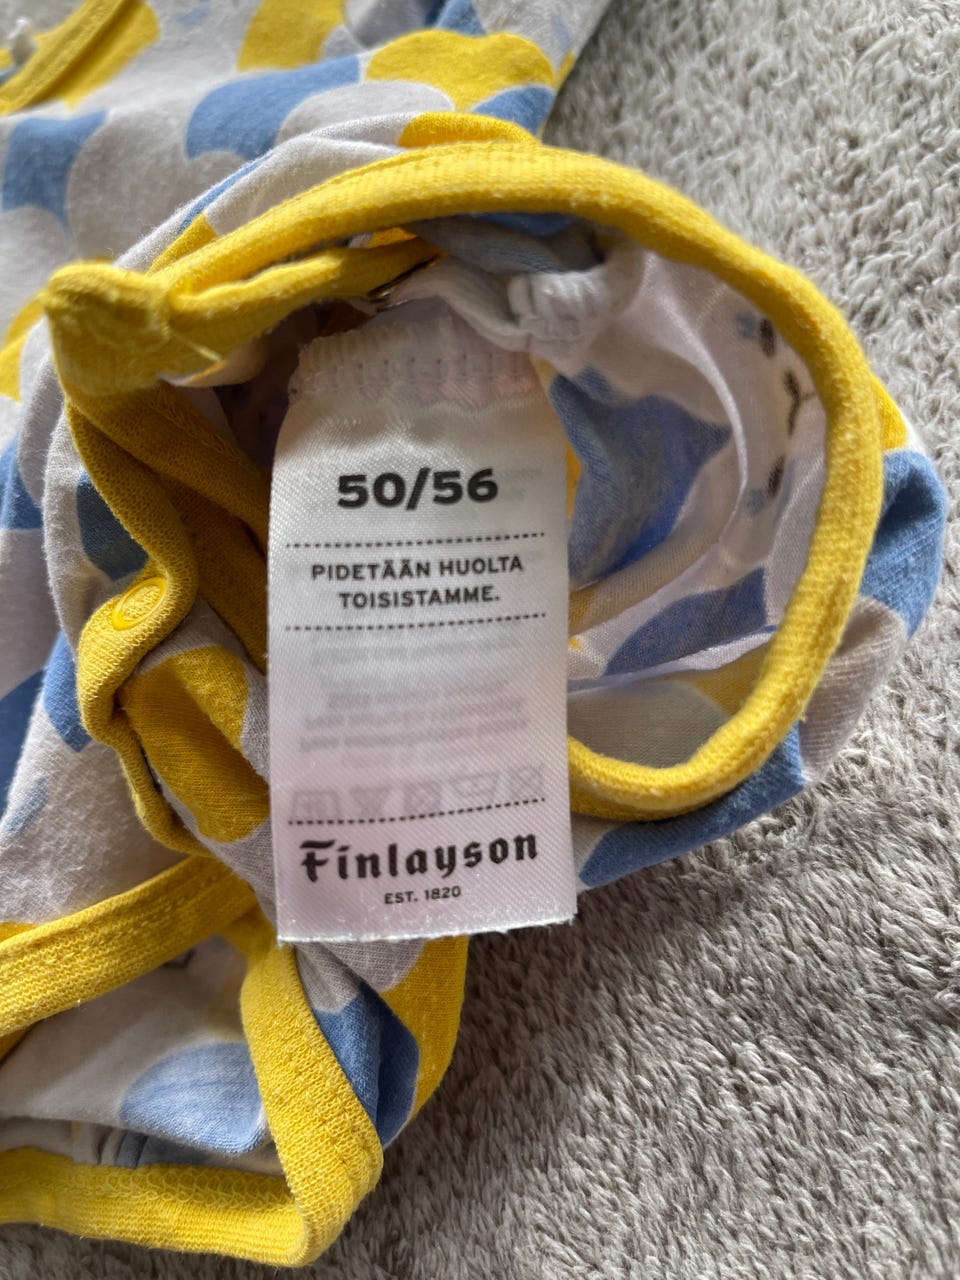 50/56
PIDETÄÄN HUOLTA
TOISISTAMME.
Finlayson
EST. 1820